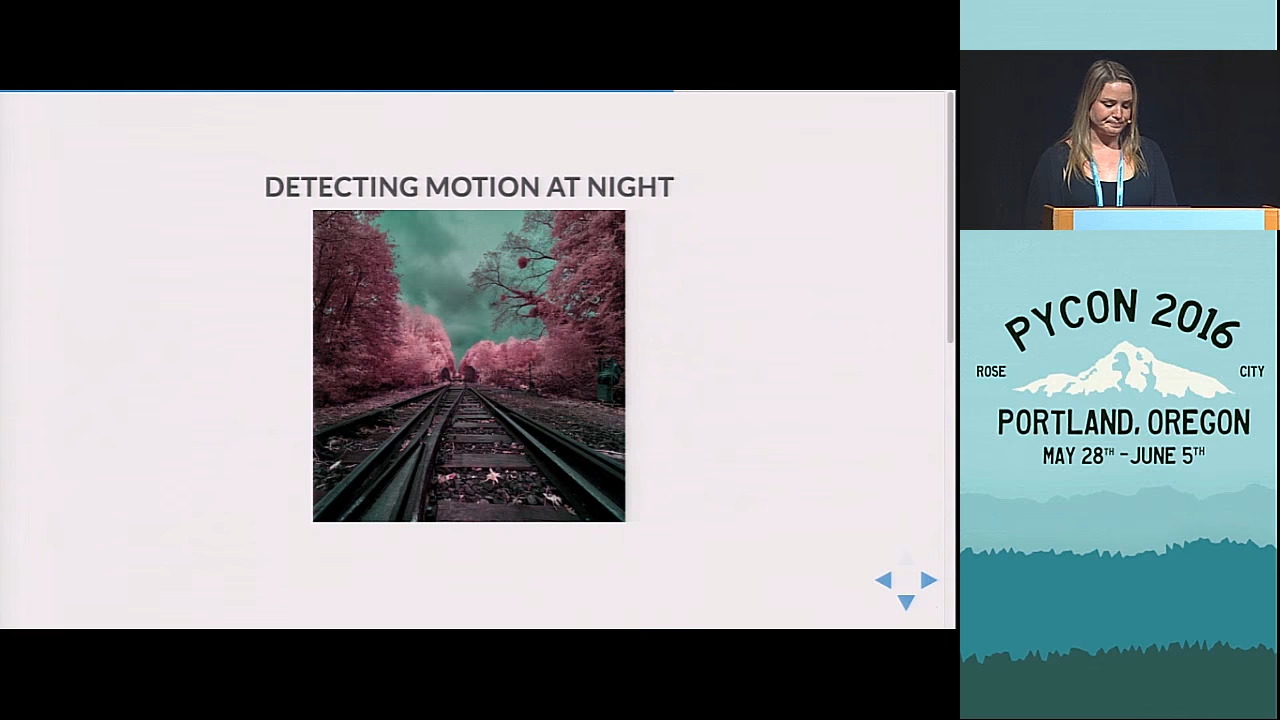 DETECTING MOTION AT NIGHT
PYCON 2016
ROSE CITY
PORTLAND, OREGON
MAY 28TH - JUNE 5TH